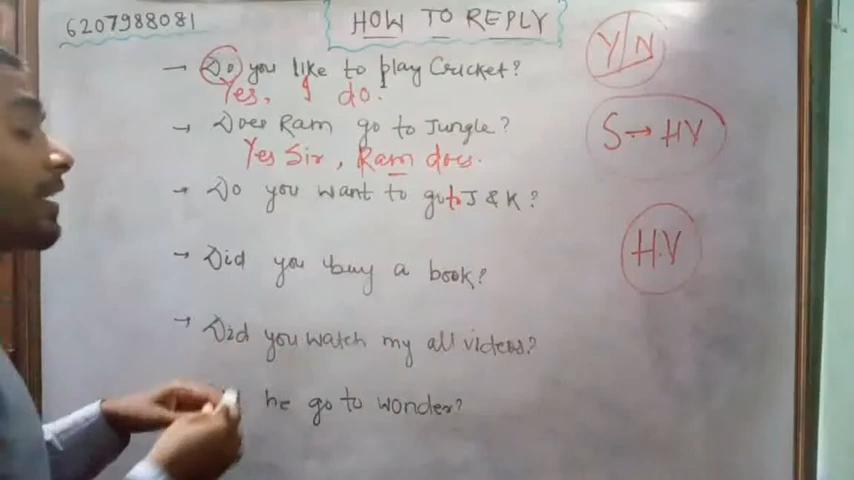 6207988081
HOW TO REPLY
→ Do you like to play Cricket?
Yes, I do.
→ Does Ram go to Jungle?
Yes Sir, Ram does.
→ Do you want to go to J & K?
→ Did you buy a book?
→ Did you watch my all videos?
he go to wonder?
Y/N
S→HV
H.V